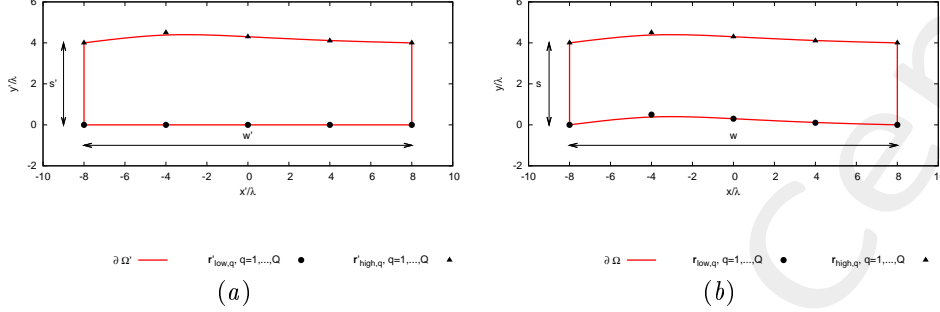 6
4
2
0
-2
-10
-8
-6
-4
-2
0
2
4
6
8
10
y'/λ
x'/λ
s'
w'
∂ Ω'
r'low,q, q=1,...,Q
r'high,q, q=1,...,Q
(a)
6
4
2
0
-2
-10
-8
-6
-4
-2
0
2
4
6
8
y/λ
x/λ
s
w
∂ Ω
rlow,q, q=1,...,Q
rhigh,q, q=1,...,Q
(b)
Cen